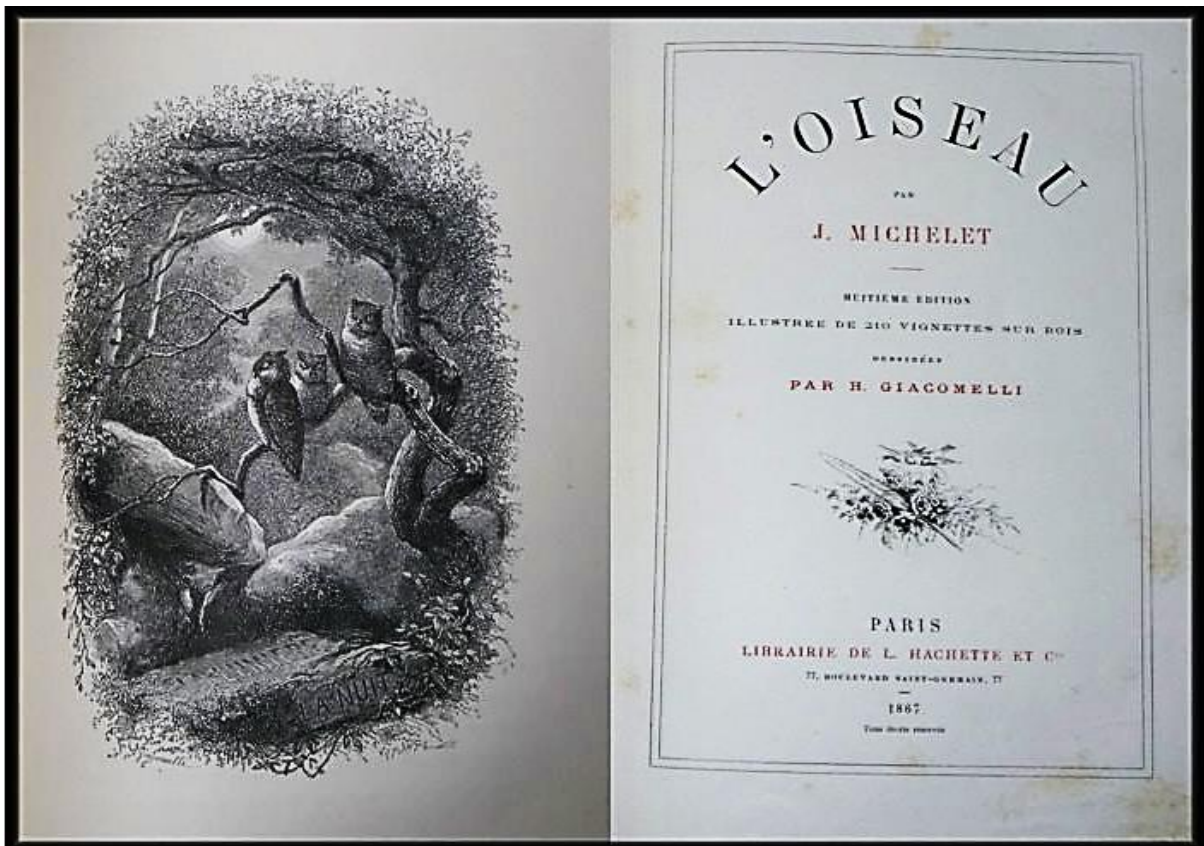 LA NUIT
L'OISEAU
PAR
J. MICHELET
HUITIÈME ÉDITION
ILLUSTRÉE DE 210 VIGNETTES SUR BOIS
DESSINÉES
PAR H. GIACOMELLI
PARIS
LIBRAIRIE DE L. HACHETTE ET Cie
77, BOULEVARD SAINT-GERMAIN, 77
1867
Tous droits réservés